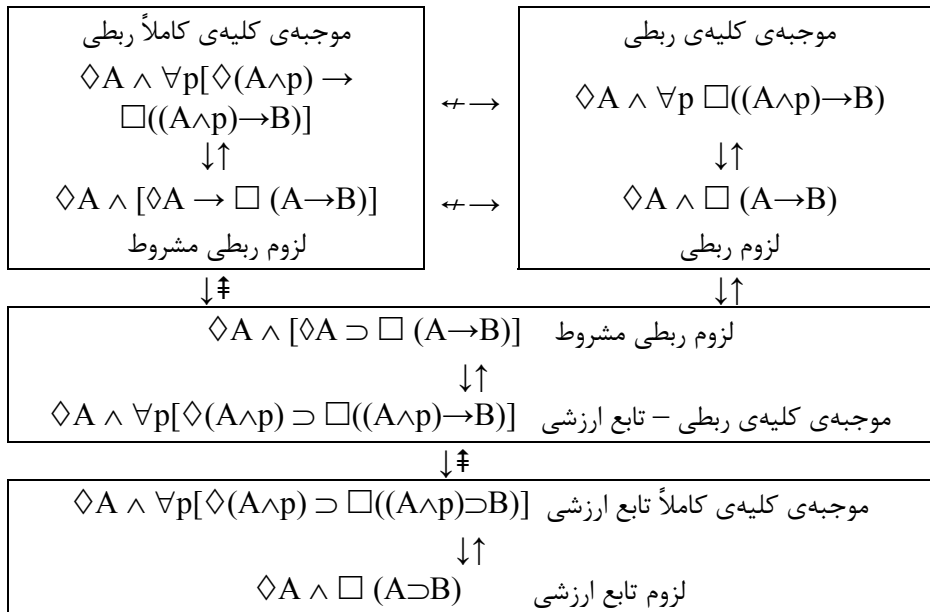 موجبه‌ی کلیه‌ی کاملاً ربطی
◊A ∧ ∀p[◊(A∧p) →
□((A∧p)→B)]
↓↑
◊A ∧ [◊A → □ (A→B)]
لزوم ربطی مشروط
↚ →
↚ →
موجبه‌ی کلیه‌ی ربطی
◊A ∧ ∀p □((A∧p)→B)
↓↑
◊A ∧ □ (A→B)
لزوم ربطی
↓⇞
↓↑
لزوم ربطی مشروط ◊A ∧ [◊A ⊃ □ (A→B)]
↓↑
موجبه‌ی کلیه‌ی ربطی – تابع ارزشی ◊A ∧ ∀p[◊(A∧p) ⊃ □((A∧p)→B)]
↓⇞
موجبه‌ی کلیه‌ی کاملاً تابع ارزشی ◊A ∧ ∀p[◊(A∧p) ⊃ □((A∧p)⊃B)]
↓↑
لزوم تابع ارزشی ◊A ∧ □ (A⊃B)